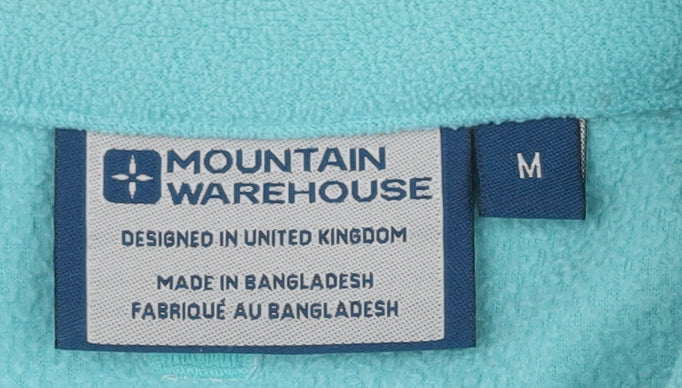 MOUNTAIN
WAREHOUSE
DESIGNED IN UNITED KINGDOM
MADE IN BANGLADESH
FABRIQUÉ AU BANGLADESH
M